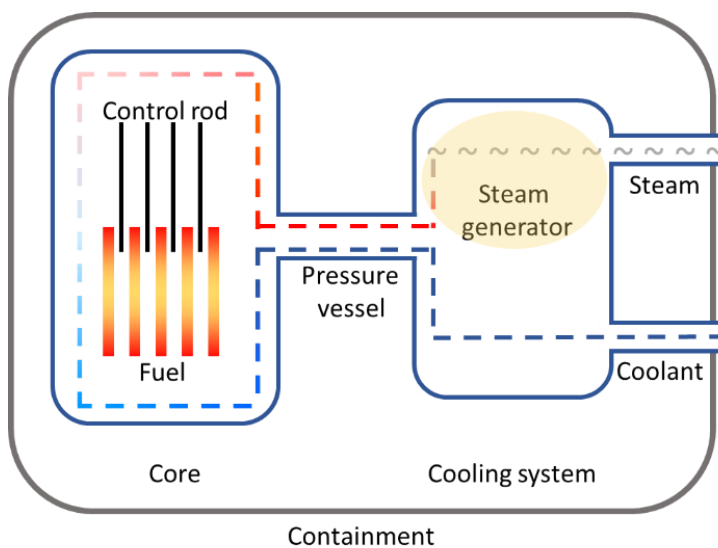 Control rod
Steam
generator
Steam
Pressure
vessel
Fuel
Coolant
Core
Cooling system
Containment